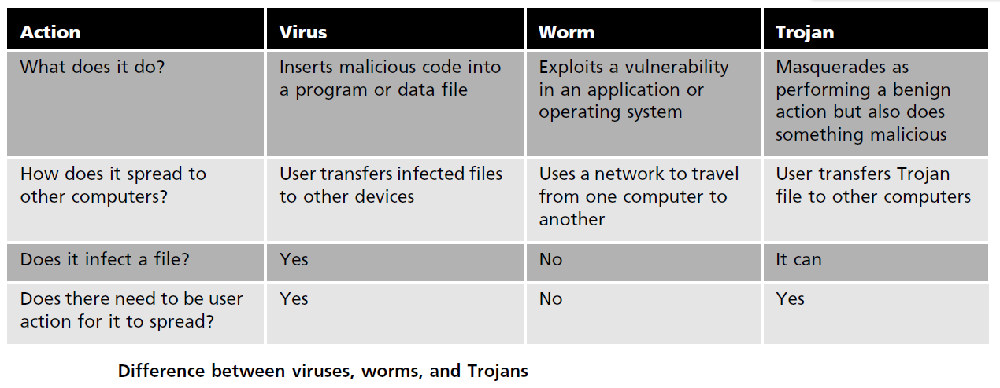 Action Virus Worm Trojan
What does it do?
Inserts malicious code into
a program or data file
Exploits a vulnerability
in an application or
operating system
Masquerades as
performing a benign
action but also does
something malicious
How does it spread to
other computers?
User transfers infected files
to other devices
Uses a network to travel
from one computer to
another
User transfers Trojan
file to other computers
Does it infect a file?
Yes
No
It can
Does there need to be user
action for it to spread?
Yes
No
Yes
Difference between viruses, worms, and Trojans